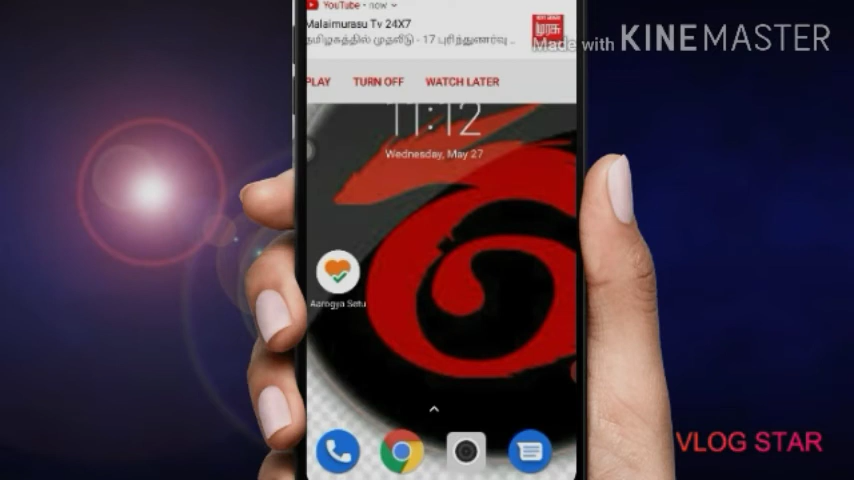 YouTube • now
Malaimurasu Tv 24X7
தமிழகத்தில் முதலீடு - 17 புரிந்துணர்வு ..
மாலை
முரசு
Made with KINEMASTER
PLAY TURN OFF WATCH LATER
11:12
Wednesday, May 27
Aarogya Setu
VLOG STAR